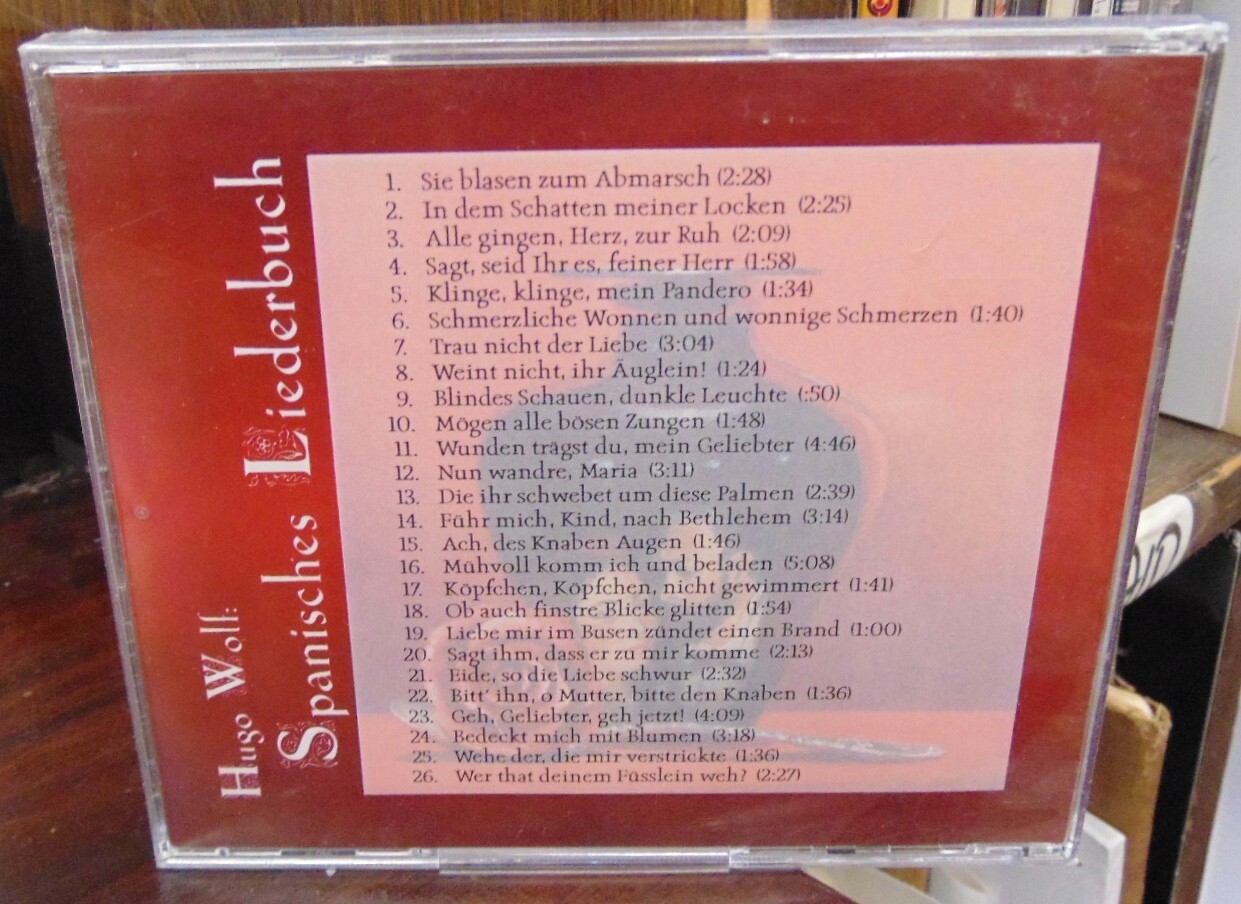 Hugo Wolf:
Spanisches Liederbuch
1. Sie blasen zum Abmarsch (2:28)
2. In dem Schatten meiner Locken (2:25)
3. Alle gingen, Herz, zur Ruh (2:09)
4. Sagt, seid Ihr es, feiner Herr (1:58)
5. Klinge, klinge, mein Pandero (1:34)
6. Schmerzliche Wonnen und wonnige Schmerzen (1:40)
7. Trau nicht der Liebe (3:04)
8. Weint nicht, ihr Äuglein! (1:24)
9. Blindes Schauen, dunkle Leuchte (:50)
10. Mögen alle bösen Zungen (1:48)
11. Wunden trägst du, mein Geliebter (4:46)
12. Nun wandre, Maria (3:11)
13. Die ihr schwebet um diese Palmen (2:39)
14. Führ mich, Kind, nach Bethlehem (3:14)
15. Ach, des Knaben Augen (1:46)
16. Mühvoll komm ich und beladen (5:08)
17. Köpfchen, Köpfchen, nicht gewimmert (1:41)
18. Ob auch finstre Blicke glitten (1:54)
19. Liebe mir im Busen zündet einen Brand (1:00)
20. Sagt ihm, dass er zu mir komme (2:13)
21. Eide, so die Liebe schwur (2:32)
22. Bitt' ihn, o Mutter, bitte den Knaben (1:36)
23. Geh, Geliebter, geh jetzt! (4:09)
24. Bedeckt mich mit Blumen (3:18)
25. Wehe der, die mir verstrickte (1:36)
26. Wer that deinem Füsslein weh? (2:27)